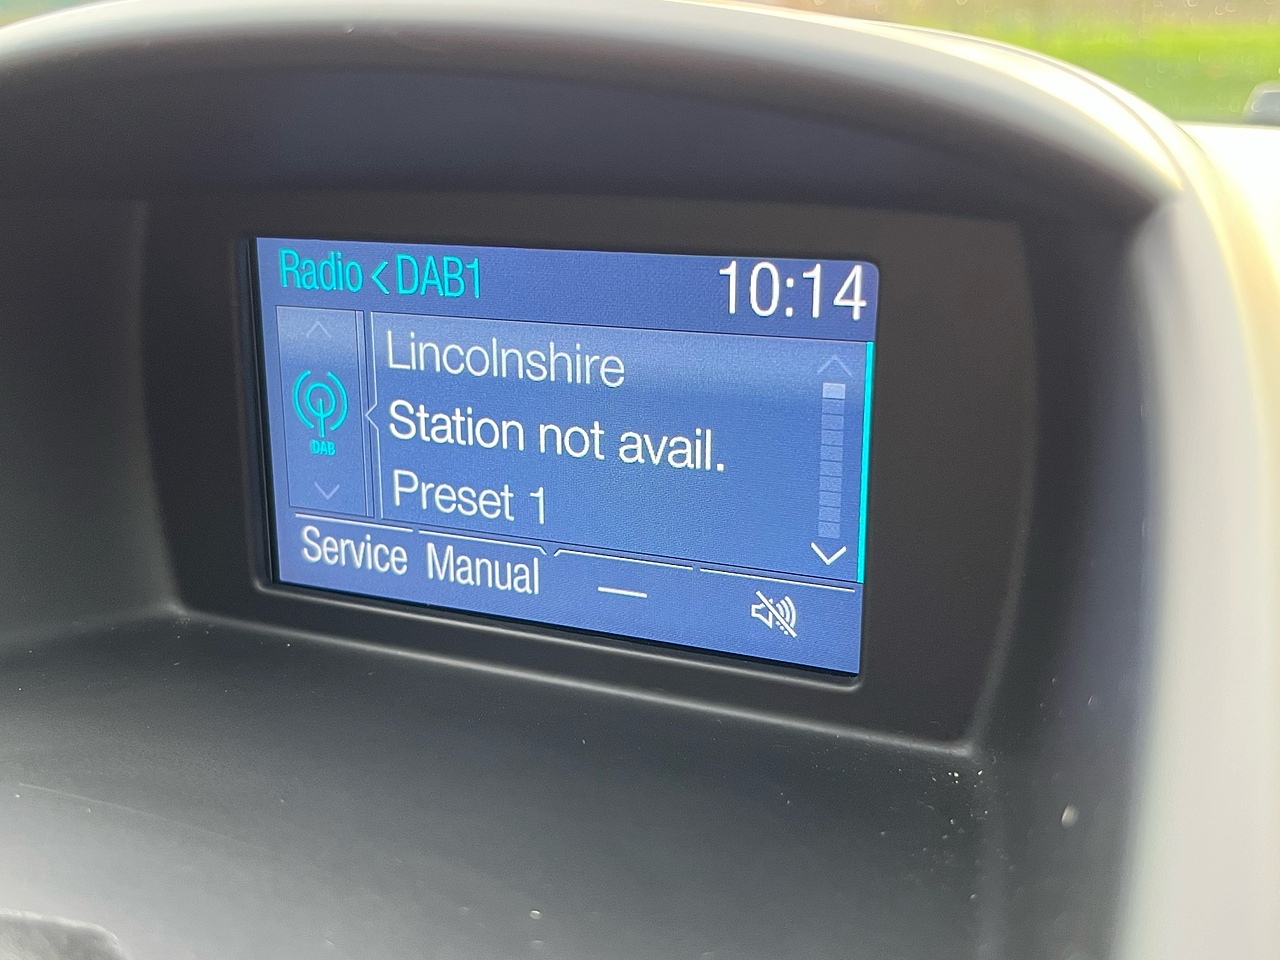 Radio < DAB1 10:14
DAB
Lincolnshire
Station not avail.
Preset 1
Service Manual